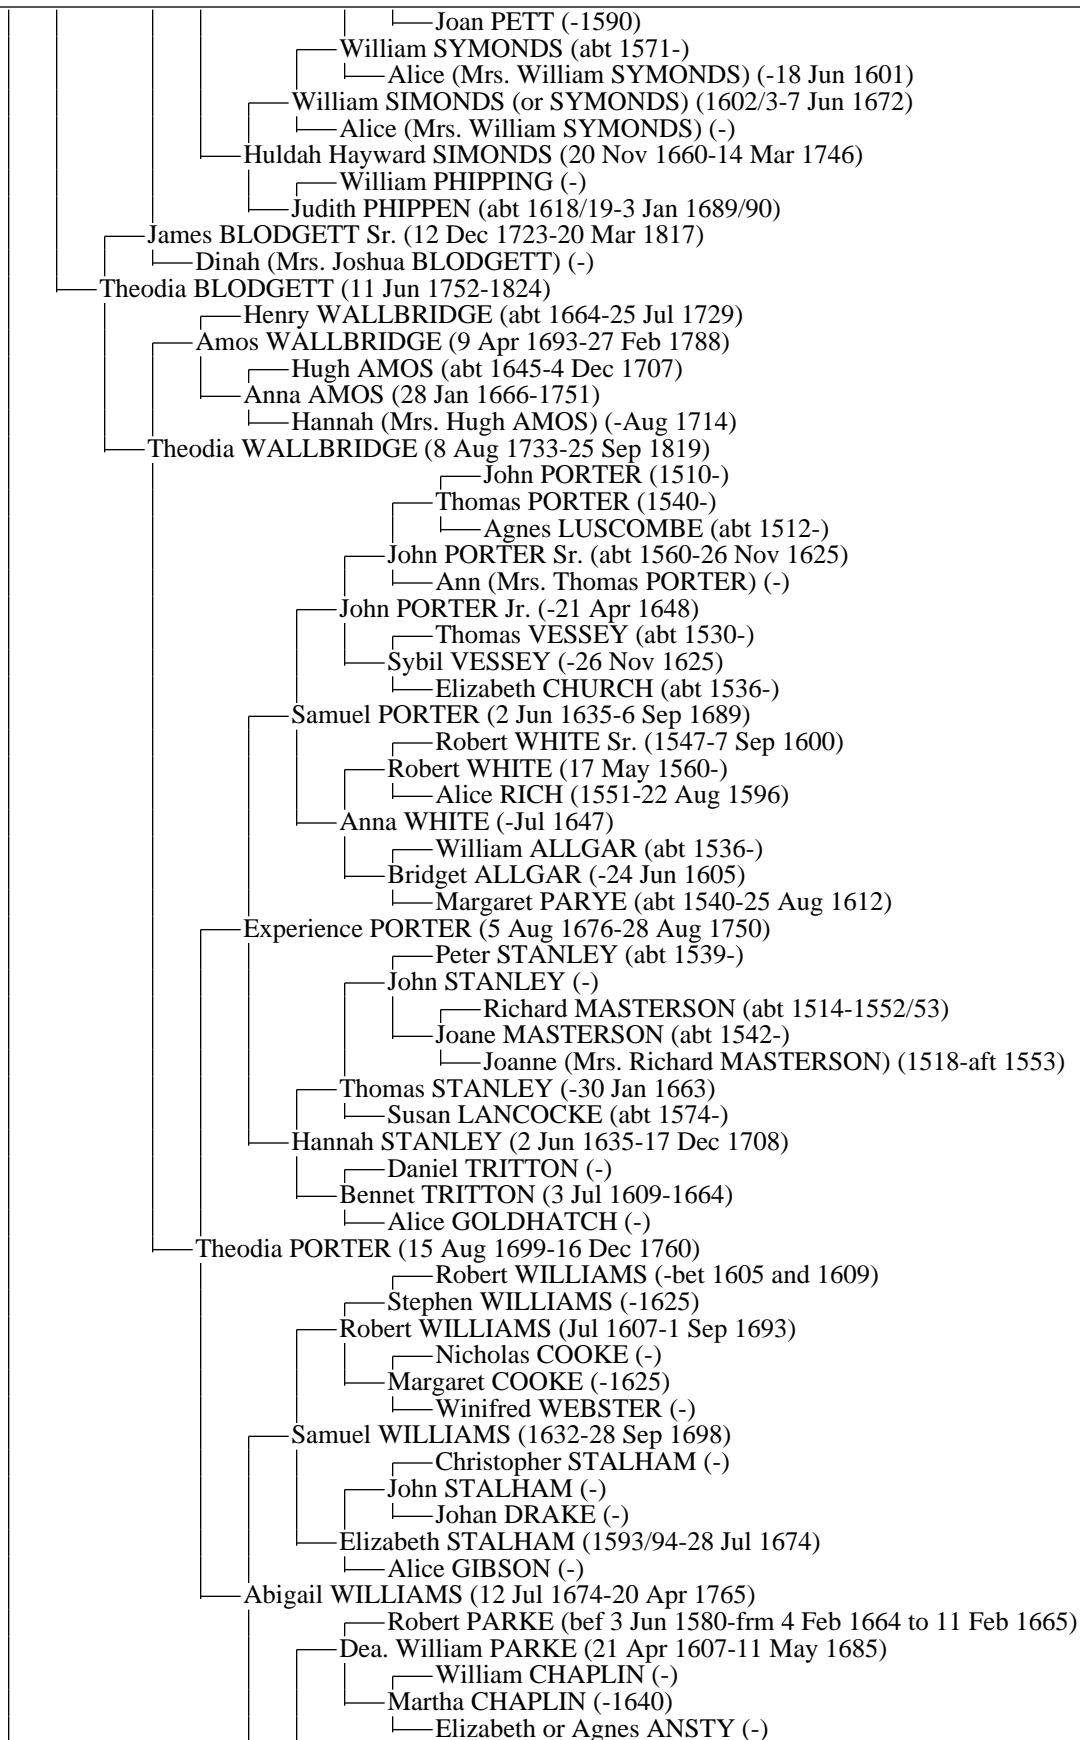 Joan PETT (-1590)
William SYMONDS (abt 1571-)
Alice (Mrs. William SYMONDS) (-18 Jun 1601)
William SIMONDS (or SYMONDS) (1602/3-7 Jun 1672)
Alice (Mrs. William SYMONDS) (-)
Huldah Hayward SIMONDS (20 Nov 1660-14 Mar 1746)
William PHIPPING (-)
Judith PHIPPEN (abt 1618/19-3 Jan 1689/90)
James BLODGETT Sr. (12 Dec 1723-20 Mar 1817)
Dinah (Mrs. Joshua BLODGETT) (-)
Theodia BLODGETT (11 Jun 1752-1824)
Henry WALLBRIDGE (abt 1664-25 Jul 1729)
Amos WALLBRIDGE (9 Apr 1693-27 Feb 1788)
Hugh AMOS (abt 1645-4 Dec 1707)
Anna AMOS (28 Jan 1666-1751)
Hannah (Mrs. Hugh AMOS) (-Aug 1714)
Theodia WALLBRIDGE (8 Aug 1733-25 Sep 1819)
John PORTER (1510-)
Thomas PORTER (1540-)
Agnes LUSCOMBE (abt 1512-)
John PORTER Sr. (abt 1560-26 Nov 1625)
Ann (Mrs. Thomas PORTER) (-)
John PORTER Jr. (-21 Apr 1648)
Thomas VESSEY (abt 1530-)
Sybil VESSEY (-26 Nov 1625)
Elizabeth CHURCH (abt 1536-)
Samuel PORTER (2 Jun 1635-6 Sep 1689)
Robert WHITE Sr. (1547-7 Sep 1600)
Robert WHITE (17 May 1560-)
Alice RICH (1551-22 Aug 1596)
Anna WHITE (-Jul 1647)
William ALLGAR (abt 1536-)
Bridget ALLGAR (-24 Jun 1605)
Margaret PARYE (abt 1540-25 Aug 1612)
Experience PORTER (5 Aug 1676-28 Aug 1750)
Peter STANLEY (abt 1539-)
John STANLEY (-)
Richard MASTERSON (abt 1514-1552/53)
Joane MASTERSON (abt 1542-)
Joanne (Mrs. Richard MASTERSON) (1518-aft 1553)
Thomas STANLEY (-30 Jan 1663)
Susan LANCOCKE (abt 1574-)
Hannah STANLEY (2 Jun 1635-17 Dec 1708)
Daniel TRITTON (-)
Bennet TRITTON (3 Jul 1609-1664)
Alice GOLDHATCH (-)
Theodia PORTER (15 Aug 1699-16 Dec 1760)
Robert WILLIAMS (-bet 1605 and 1609)
Stephen WILLIAMS (-1625)
Robert WILLIAMS (Jul 1607-1 Sep 1693)
Nicholas COOKE (-)
Margaret COOKE (-1625)
Winifred WEBSTER (-)
Samuel WILLIAMS (1632-28 Sep 1698)
Christopher STALHAM (-)
John STALHAM (-)
Johan DRAKE (-)
Elizabeth STALHAM (1593/94-28 Jul 1674)
Alice GIBSON (-)
Abigail WILLIAMS (12 Jul 1674-20 Apr 1765)
Robert PARKE (bef 3 Jun 1580-frm 4 Feb 1664 to 11 Feb 1665)
Dea. William PARKE (21 Apr 1607-11 May 1685)
William CHAPLIN (-)
Martha CHAPLIN (-1640)
Elizabeth or Agnes ANSTY (-)